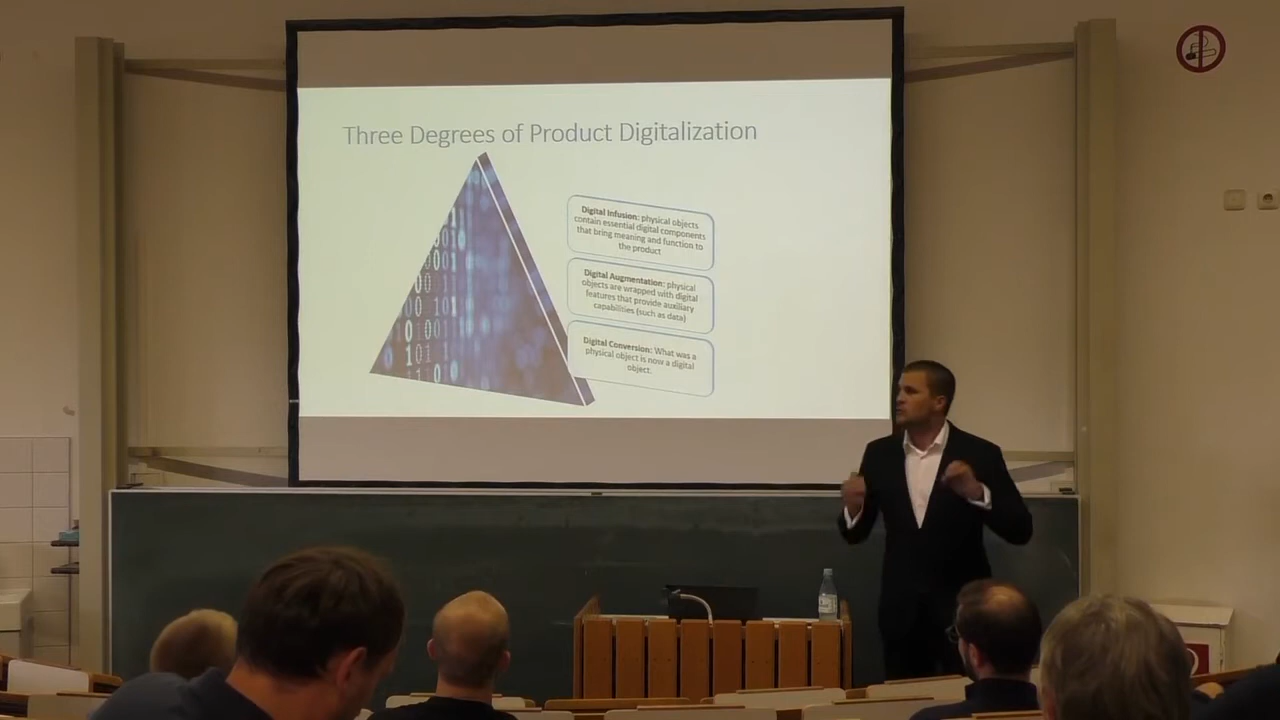 Three Degrees of Product Digitalization
Digital Infusion: physical objects
contain essential digital components
that bring meaning and function to
the product
Digital Augmentation: physical
objects are wrapped with digital
features that provide auxiliary
capabilities (such as data)
Digital Conversion: What was a
physical object is now a digital
object.